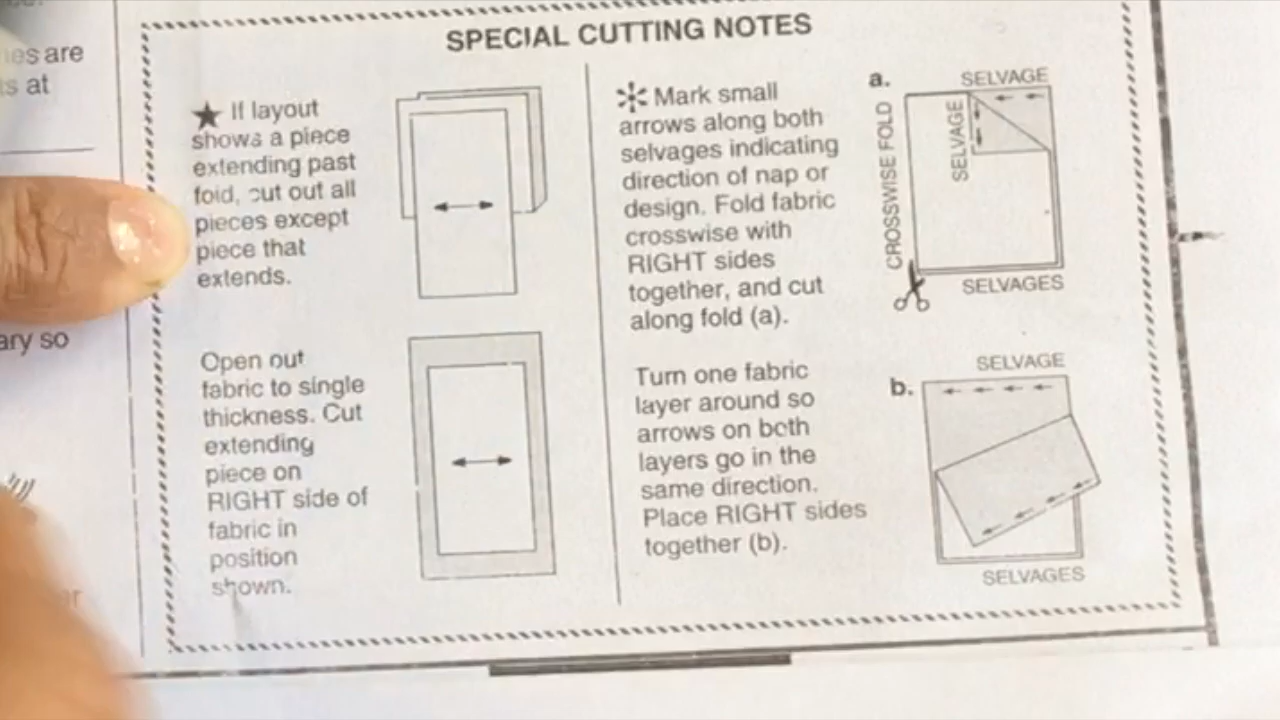 SPECIAL CUTTING NOTES
are
at
ary so
★ If layout
shows a piece
extending past
fold, cut out all
pieces except
piece that
extends.
Open out
fabric to single
thickness. Cut
extending
piece on
RIGHT side of
fabric in
position
shown.
✻ Mark small
arrows along both
selvages indicating
direction of nap or
design. Fold fabric
crosswise with
RIGHT sides
together, and cut
along fold (a).
Turn one fabric
layer around so
arrows on both
layers go in the
same direction.
Place RIGHT sides
together (b).
a.
SELVAGE
SELVAGE
CROSSWISE FOLD
SELVAGES
b.
SELVAGE
SELVAGES